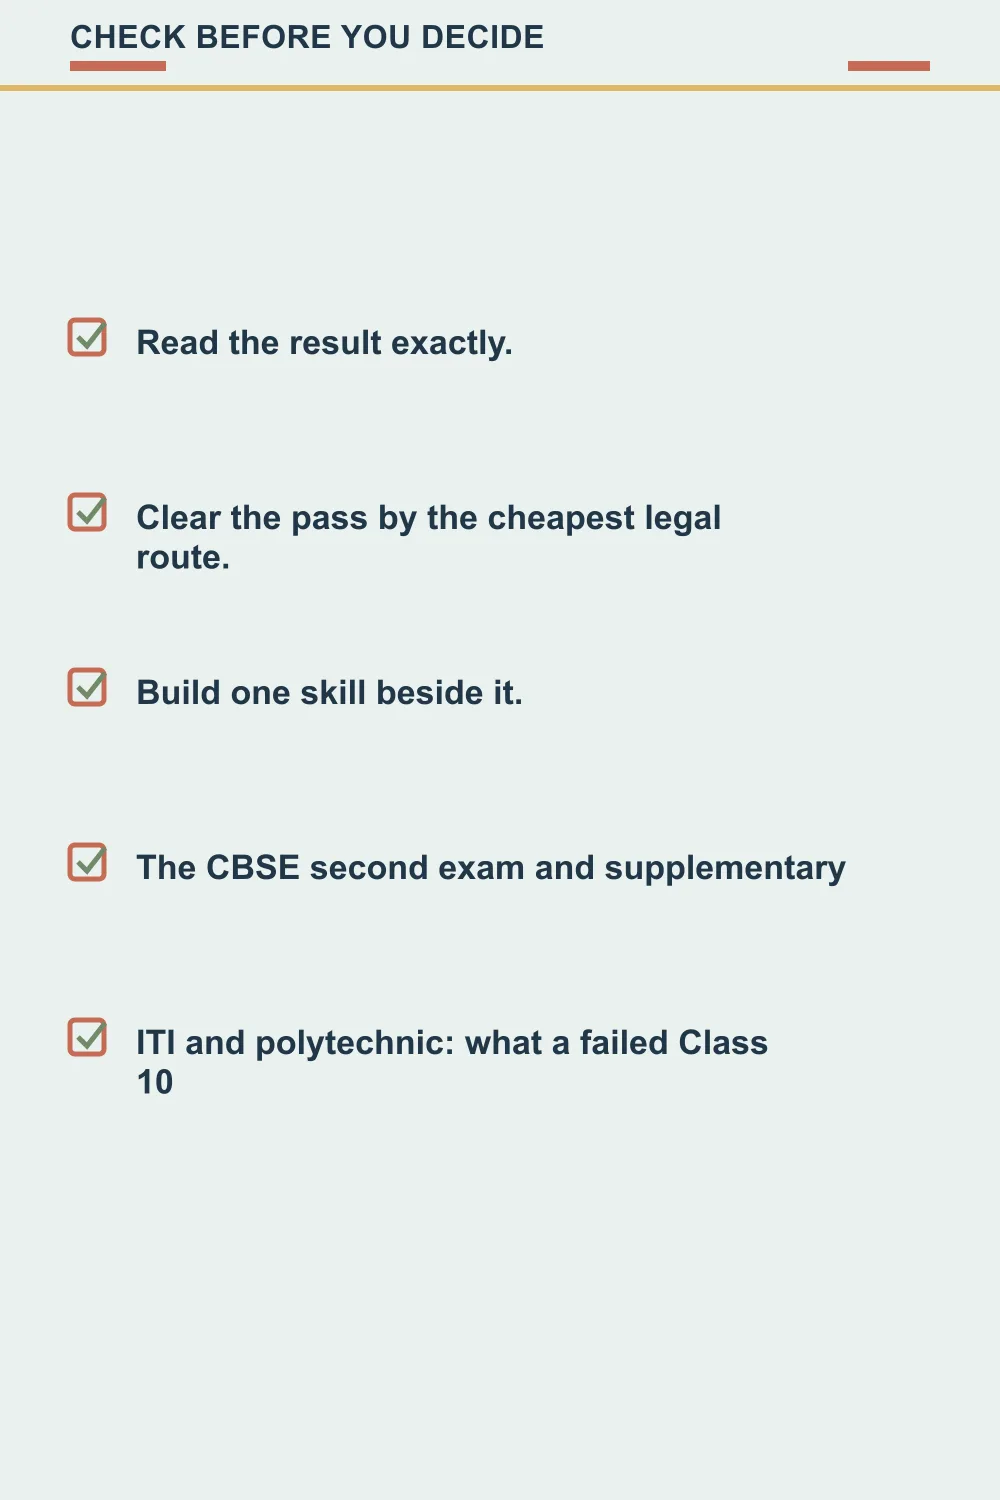 CHECK BEFORE YOU DECIDE
Read the result exactly.
Clear the pass by the cheapest legal
route.
Build one skill beside it.
The CBSE second exam and supplementary
ITI and polytechnic: what a failed Class
10